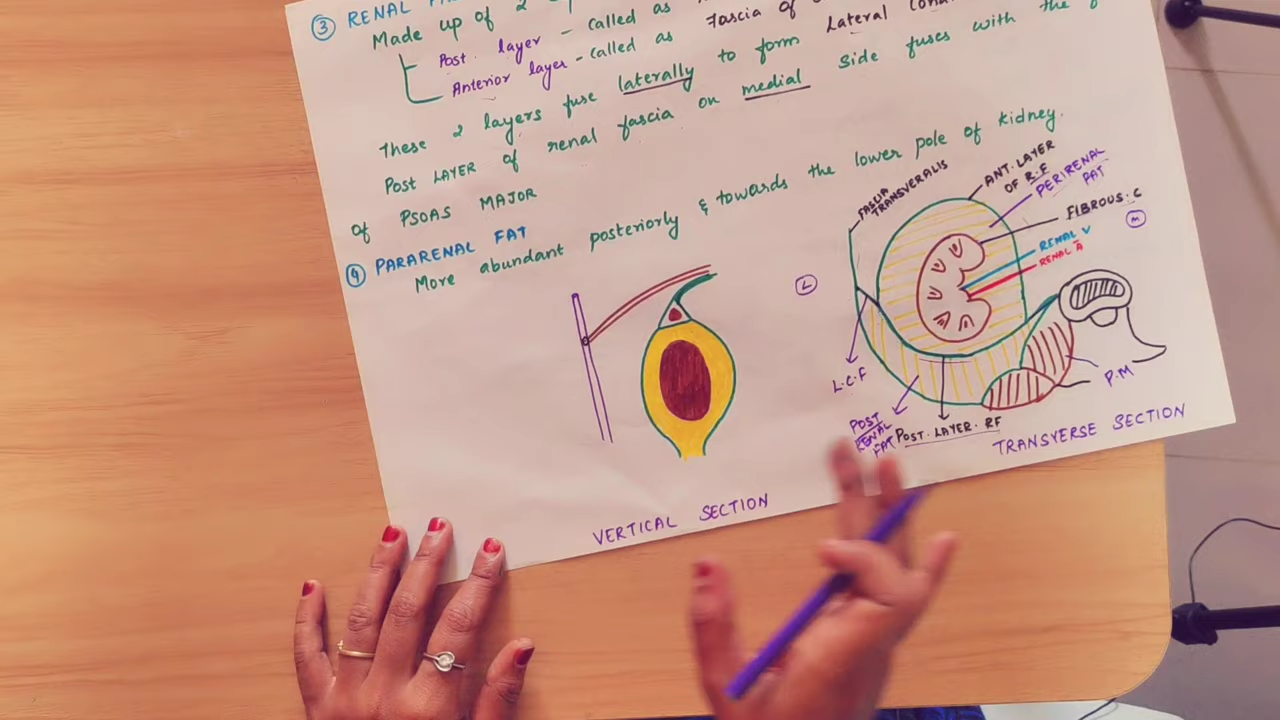 ③ RENAL
Made up of 2
Post. layer - called as
Anterior layer - called as Fascia of
These 2 layers fuse laterally to form Lateral
Post LAYER of renal fascia on medial side fuses with the
of PSOAS MAJOR
④ PARARENAL FAT
More abundant posteriorly & towards the lower pole of kidney.
FASCIA
TRANSVERALIS
ANT. LAYER
OF R.F
PERIRENAL
FAT
FIBROUS:C
M
RENAL V
RENAL A
L
L.C.F
P.M
POST
RENAL
FAT
POST. LAYER. RF
TRANSVERSE SECTION
VERTICAL SECTION